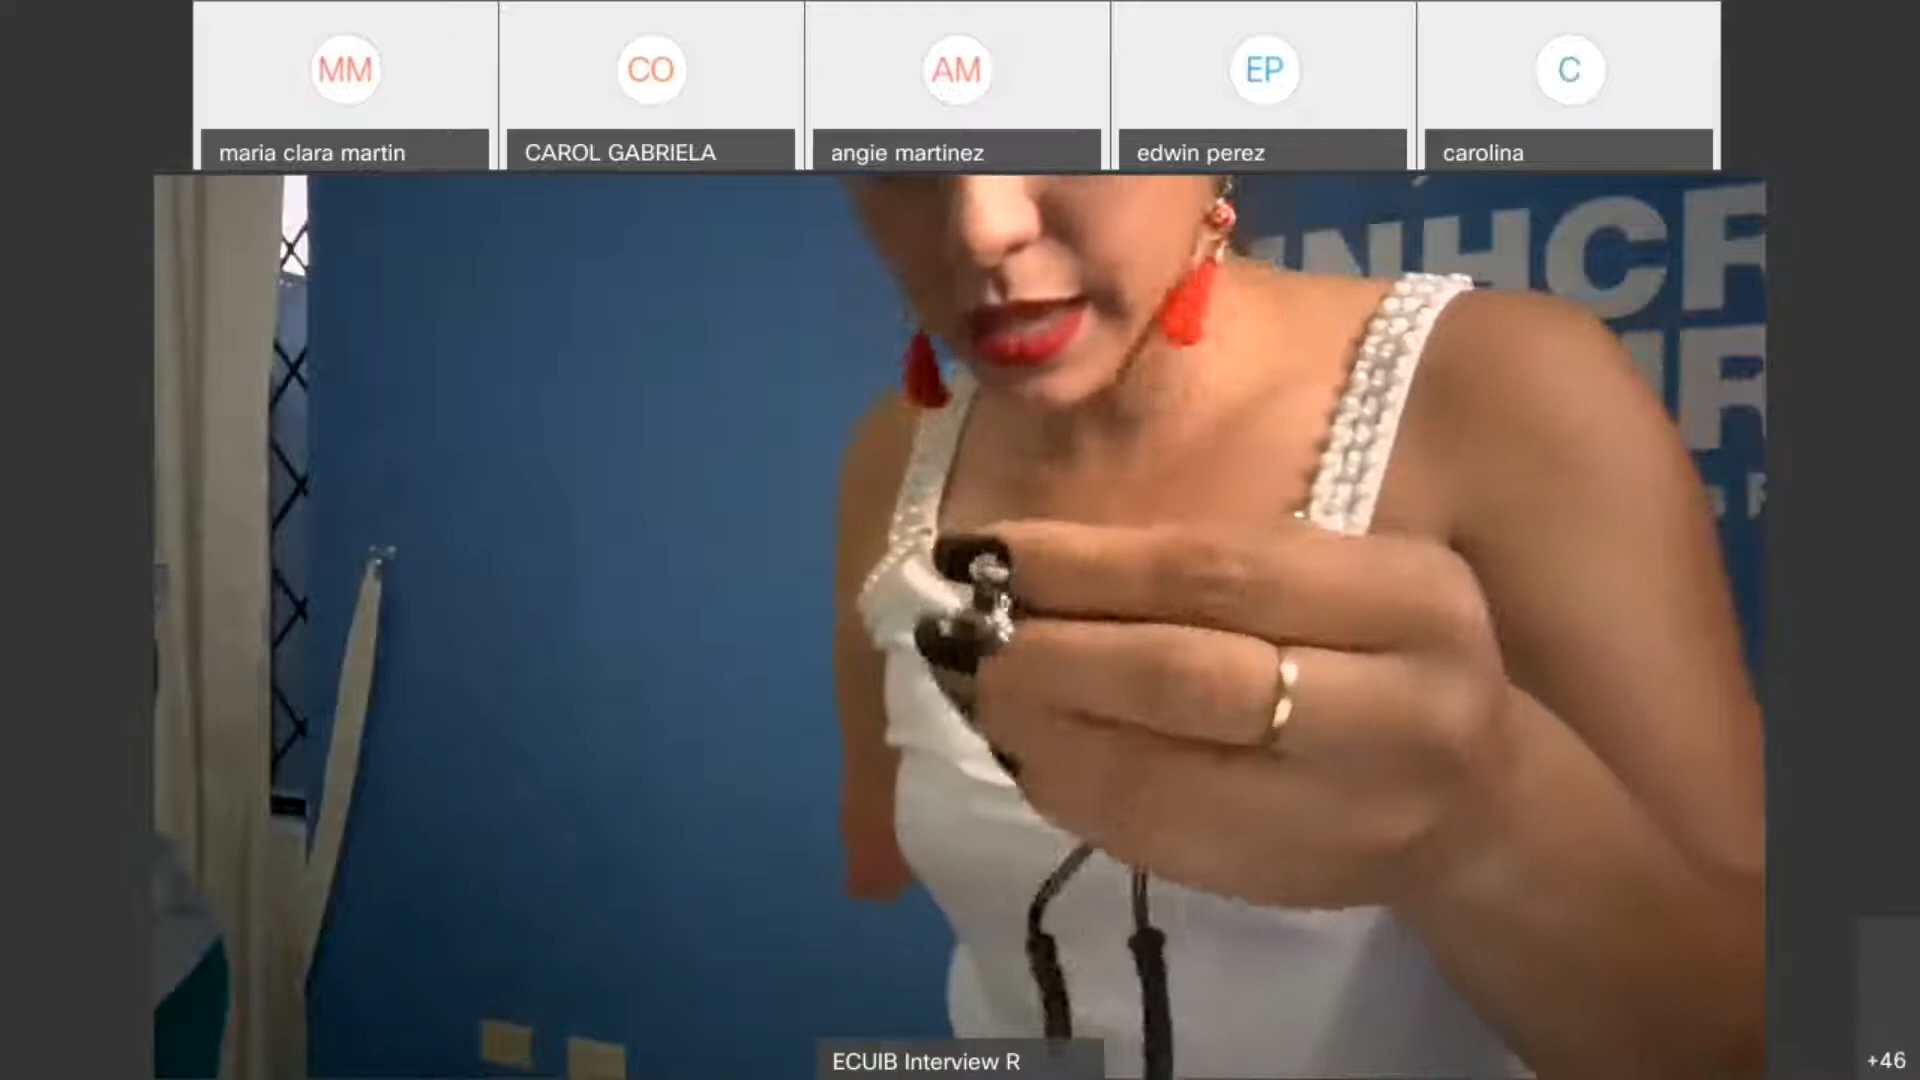 MM
CO
AM
EP
C
maria clara martin
CAROL GABRIELA
angie martinez
edwin perez
carolina
UNHCR
ECUIB Interview R
+46